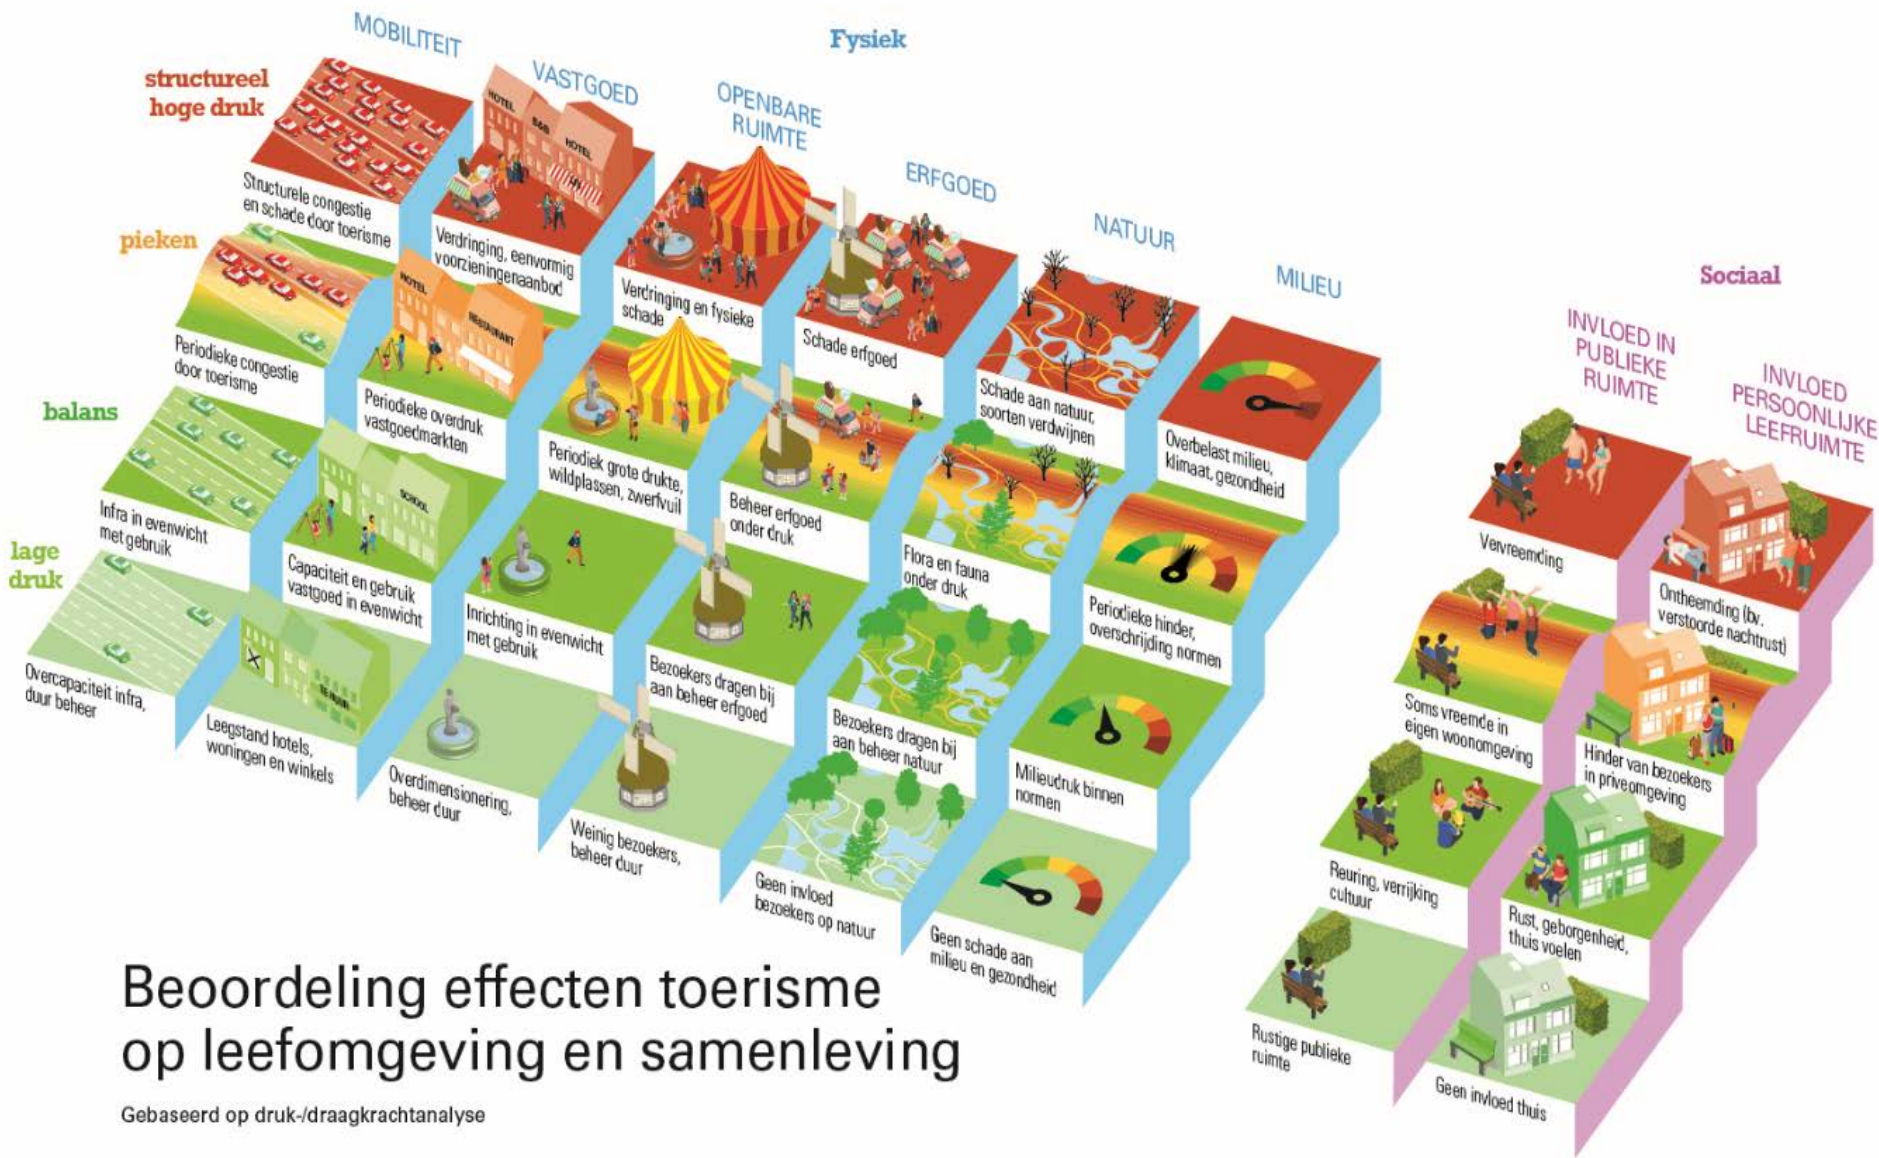 Fysiek
MOBILITEIT
VASTGOED
OPENBARE
RUIMTE
ERFGOED
NATUUR
MILIEU
Sociaal
INVLOED IN
PUBLIEKE
RUIMTE
INVLOED
PERSOONLIJKE
LEEFRUIMTE
structureel
hoge druk
HOTEL
B&B
HOTEL
Structurele congestie
en schade door toerisme
Verdringing, eenvormig
voorzieningenaanbod
Verdringing en fysieke
schade
Schade erfgoed
Schade aan natuur,
soorten verdwijnen
Overbelast milieu,
klimaat, gezondheid
Vervreemding
Ontheemding (bv.
verstoorde nachtrust)
pieken
HOTEL
RESTAURANT
Periodieke congestie
door toerisme
Periodieke overdruk
vastgoedmarkten
Periodiek grote drukte,
wildplassen, zwerfvuil
Beheer erfgoed
onder druk
Flora en fauna
onder druk
Periodieke hinder,
overschrijding normen
Soms vreemde in
eigen woonomgeving
Hinder van bezoekers
in priveomgeving
balans
SCHOOL
Infra in evenwicht
met gebruik
Capaciteit en gebruik
vastgoed in evenwicht
Inrichting in evenwicht
met gebruik
Bezoekers dragen bij
aan beheer erfgoed
Bezoekers dragen bij
aan beheer natuur
Milieudruk binnen
normen
Reuring, verrijking
cultuur
Rust, geborgenheid,
thuis voelen
lage
druk
TE HUUR
Overcapaciteit infra,
duur beheer
Leegstand hotels,
woningen en winkels
Overdimensionering,
beheer duur
Weinig bezoekers,
beheer duur
Geen invloed
bezoekers op natuur
Geen schade aan
milieu en gezondheid
Rustige publieke
ruimte
Geen invloed thuis
Beoordeling effecten toerisme
op leefomgeving en samenleving
Gebaseerd op druk-/draagkrachtanalyse